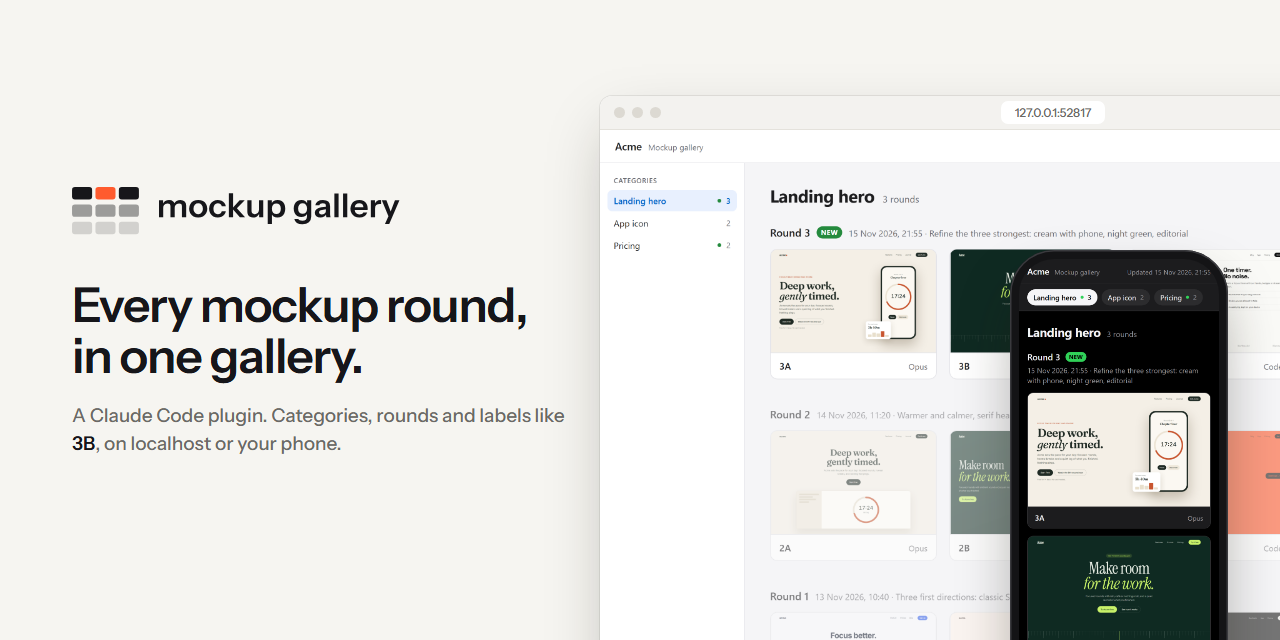 mockup gallery
Every mockup round,
in one gallery.
A Claude Code plugin. Categories, rounds and labels like
3B, on localhost or your phone.
127.0.0.1:52817
Acme Mockup gallery
CATEGORIES
Landing hero 3
App icon 2
Pricing 2
Landing hero 3 rounds
Round 3 NEW 15 Nov 2026, 21:55 · Refine the three strongest: cream with phone, night green, editorial
Deep work,
gently timed.
17:24
3A Opus
3B
One timer.
No noise.
Round 2 14 Nov 2026, 11:20 · Warmer and calmer, serif
Deep work,
gently timed.
17 24
2A Opus
Make room
for the work.
2B
Round 1 13 Nov 2026, 10:40 · Three first directions: classic
Focus better.
Acme Mockup gallery Updated 15 Nov 2026, 21:55
Landing hero 3 App icon 2 Pricing 2
Landing hero 3 rounds
Round 3 NEW
15 Nov 2026, 21:55 · Refine the three strongest: cream
with phone, night green, editorial
Deep work,
gently timed.
17:24
3A Opus
Make room
for the work.